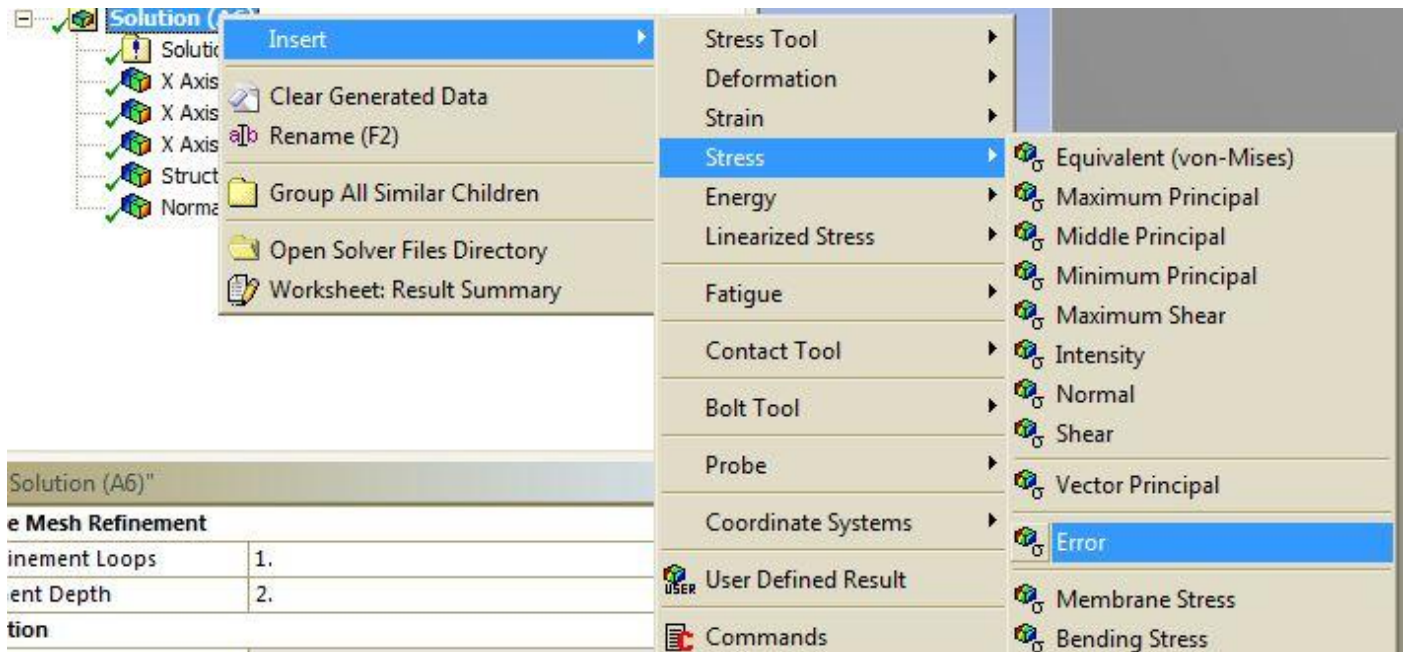 Solution (A6)
Solutio
X Axis
X Axis
X Axis
Struct
Norma
Insert
Clear Generated Data
Rename (F2)
Group All Similar Children
Open Solver Files Directory
Worksheet: Result Summary
Stress Tool
Deformation
Strain
Stress
Energy
Linearized Stress
Fatigue
Contact Tool
Bolt Tool
Probe
Coordinate Systems
USER User Defined Result
Commands
Equivalent (von-Mises)
Maximum Principal
Middle Principal
Minimum Principal
Maximum Shear
Intensity
Normal
Shear
Vector Principal
Error
Membrane Stress
Bending Stress
Solution (A6)"
e Mesh Refinement
inement Loops 1.
ent Depth 2.
tion